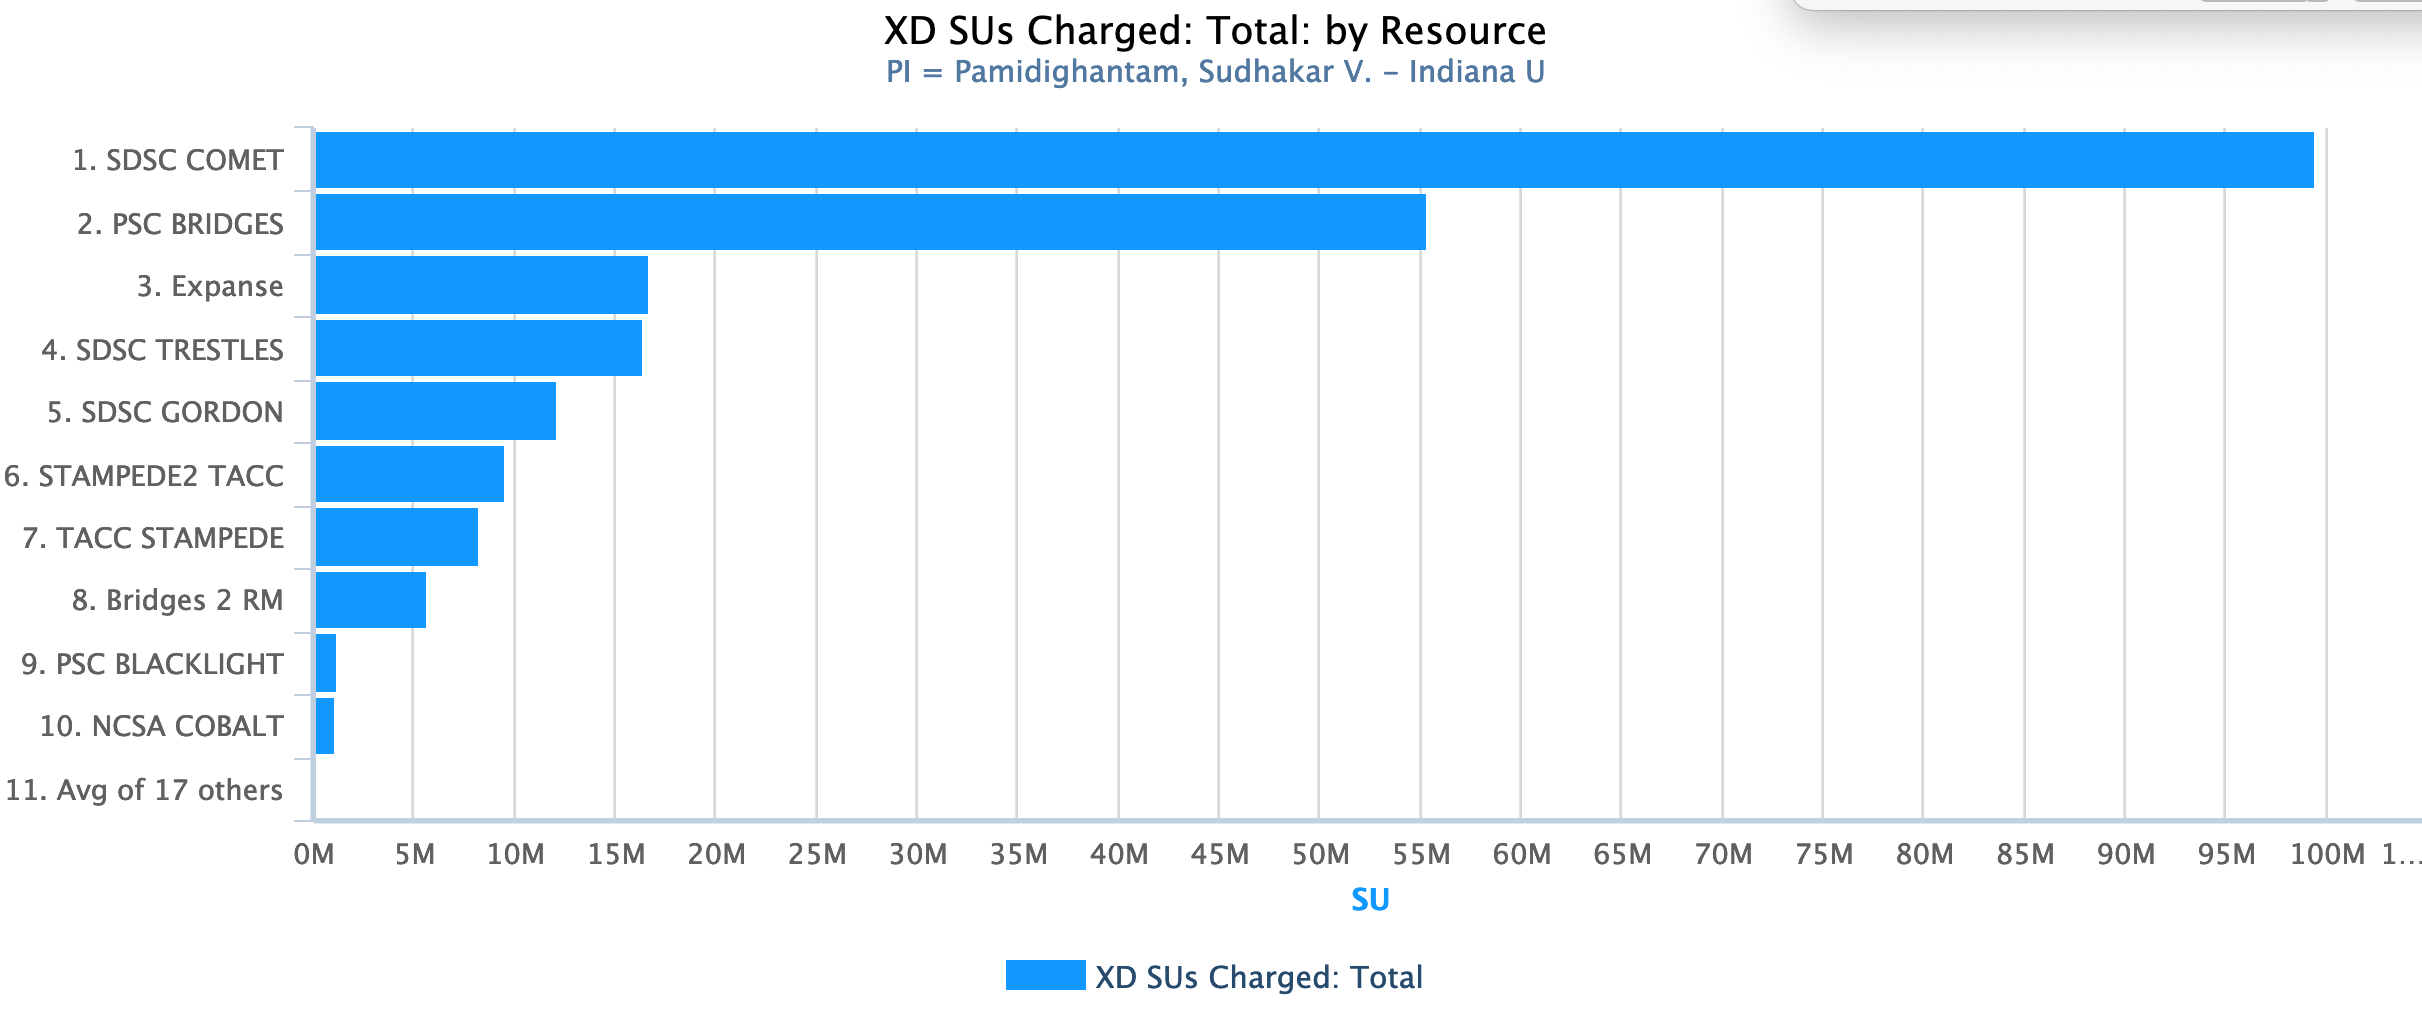 XD SUs Charged: Total: by Resource
PI = Pamidighantam, Sudhakar V. – Indiana U
1. SDSC COMET
2. PSC BRIDGES
3. Expanse
4. SDSC TRESTLES
5. SDSC GORDON
6. STAMPEDE2 TACC
7. TACC STAMPEDE
8. Bridges 2 RM
9. PSC BLACKLIGHT
10. NCSA COBALT
11. Avg of 17 others
0M 5M 10M 15M 20M 25M 30M 35M 40M 45M 50M 55M 60M 65M 70M 75M 80M 85M 90M 95M 100M 1...
SU
XD SUs Charged: Total